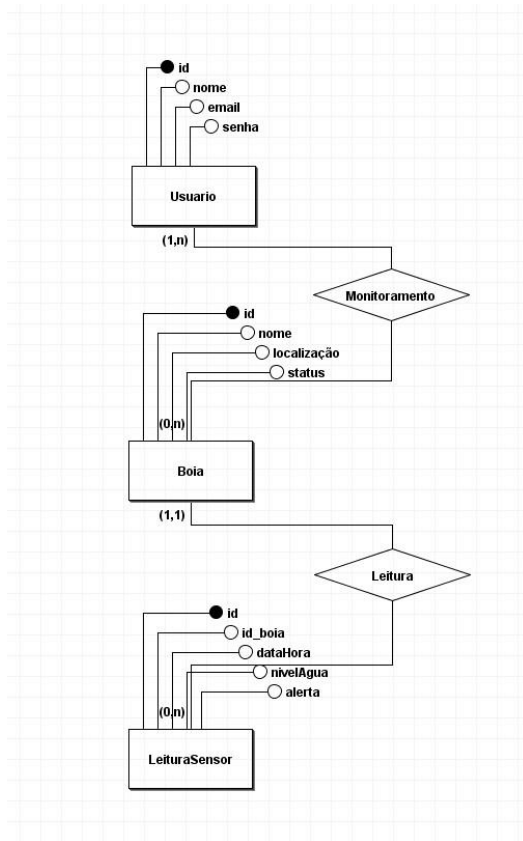 id
nome
email
senha
Usuario
(1,n)
Monitoramento
id
nome
localização
status
(0,n)
Boia
(1,1)
Leitura
id
id_boia
dataHora
nivelAgua
alerta
(0,n)
LeituraSensor